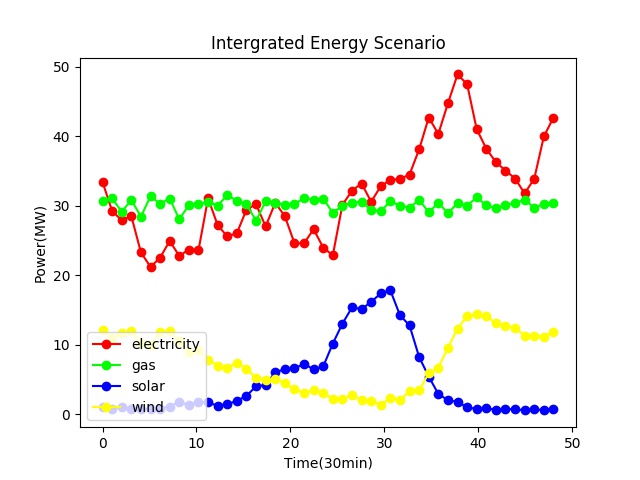 Intergrated Energy Scenario
Power(MW)
50
40
30
20
10
0
electricity
gas
solar
wind
0 10 20 30 40 50
Time(30min)